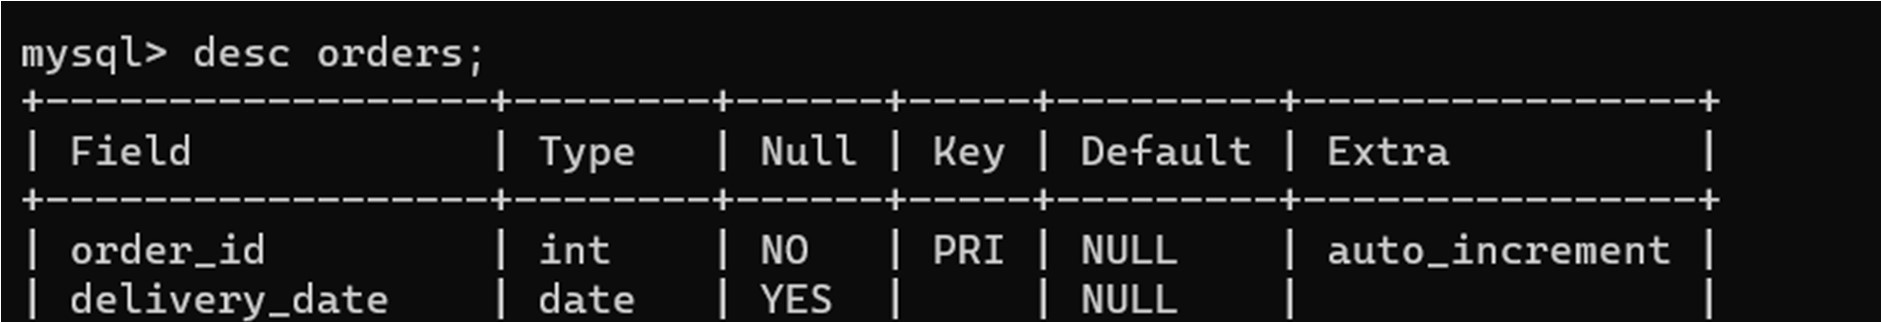 mysql> desc orders;
+------------------+--------+------+-----+---------+----------------+
| Field            | Type   | Null | Key | Default | Extra          |
+------------------+--------+------+-----+---------+----------------+
| order_id         | int    | NO   | PRI | NULL    | auto_increment |
| delivery_date    | date   | YES  |     | NULL    |                |